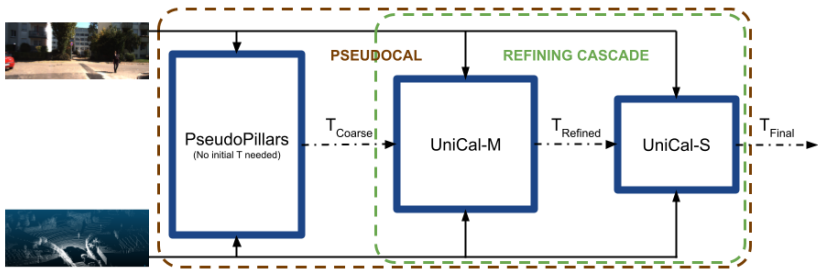 PSEUDOCAL
REFINING CASCADE
PseudoPillars
(No initial T needed)
T Coarse
UniCal-M
T Refined
UniCal-S
T Final